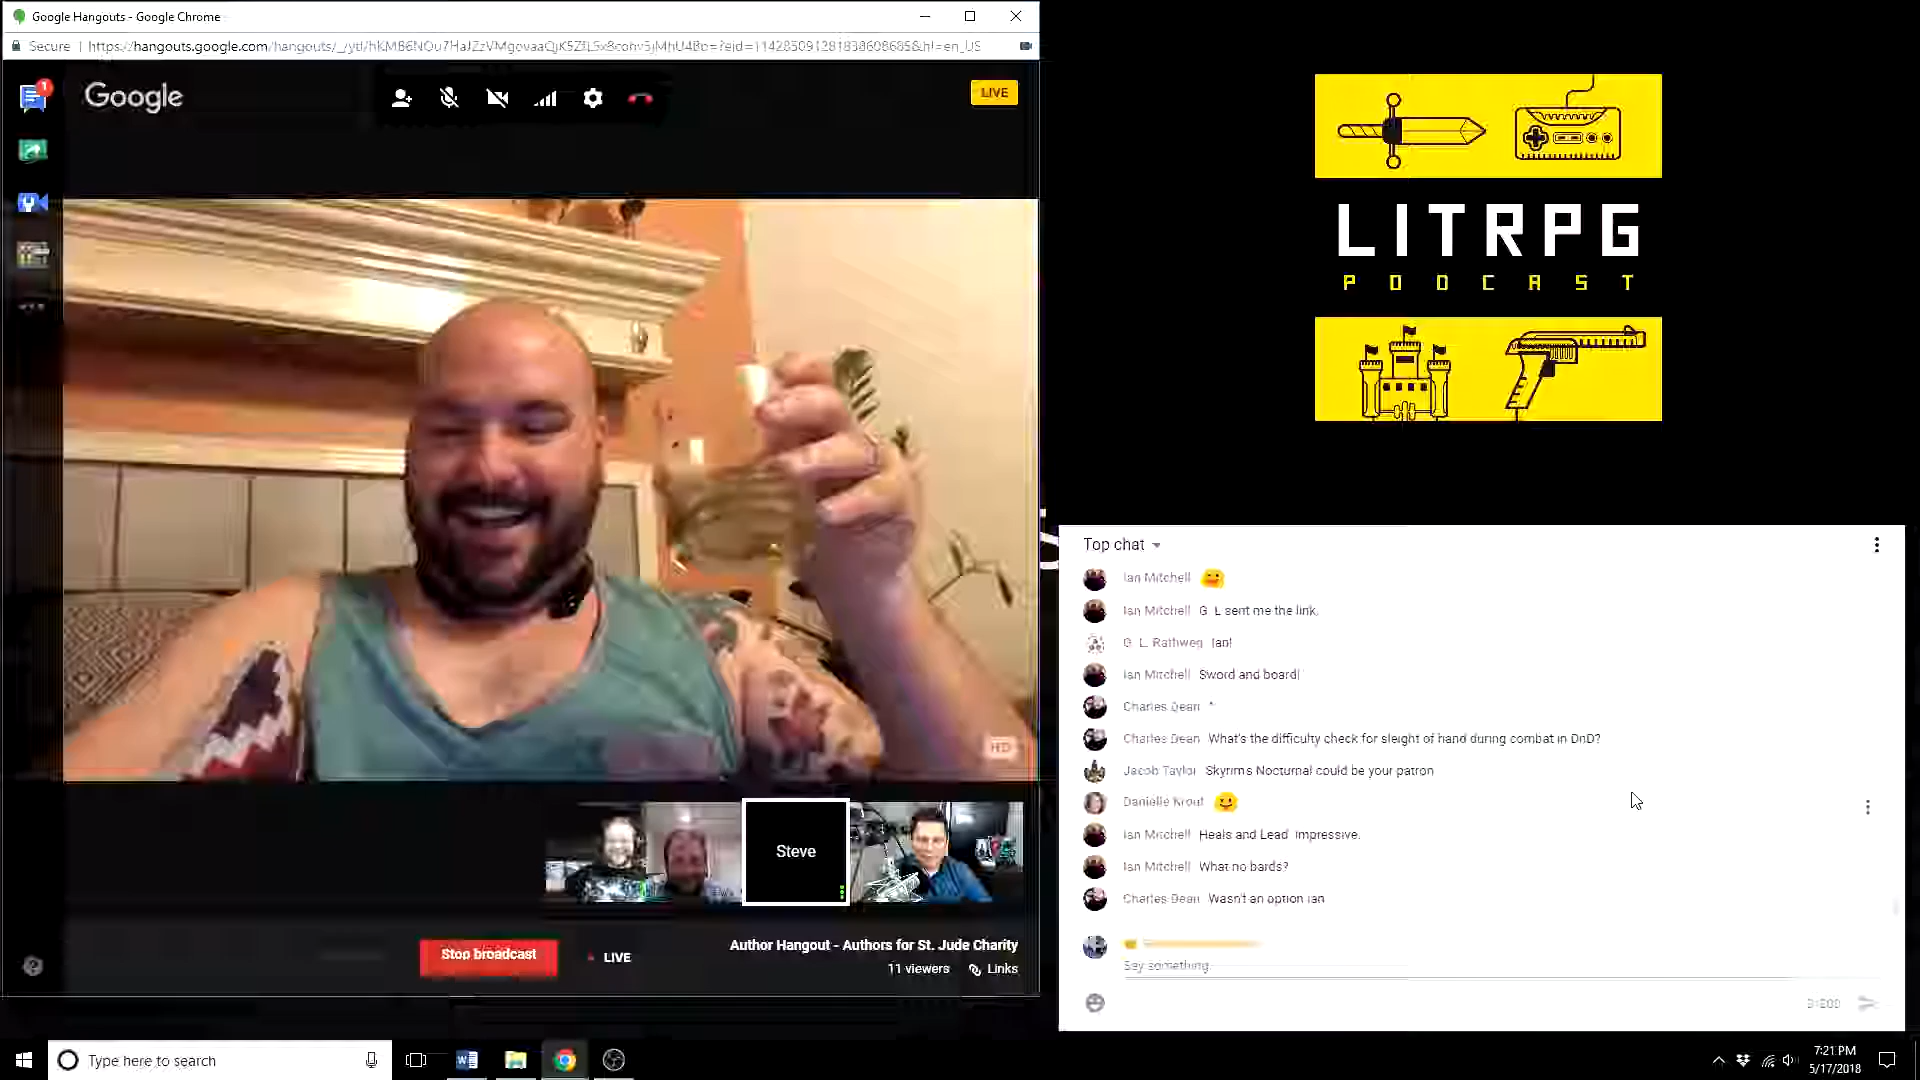 Google Hangouts - Google Chrome
Secure
1
Google
LIVE
LITRPG
PODCAST
HD
Steve
Stop broadcast
LIVE
Author Hangout - Authors for St. Jude Charity
11 viewers
Links
Top chat
Ian Mitchell
Ian Mitchell G L sent me the link.
G. L. Rathweg Ian!
Ian Mitchell Sword and board!
Charles Dean *
Charles Dean What's the difficulty check for sleight of hand during combat in DnD?
Jacob Taylor Skyrims Nocturnal could be your patron
Danielle
Ian Mitchell Heals and Lead Impressive.
Ian Mitchell What no bards?
Charles Dean Wasn't an option Ian
Say something
Type here to search
7:21 PM
5/17/2018